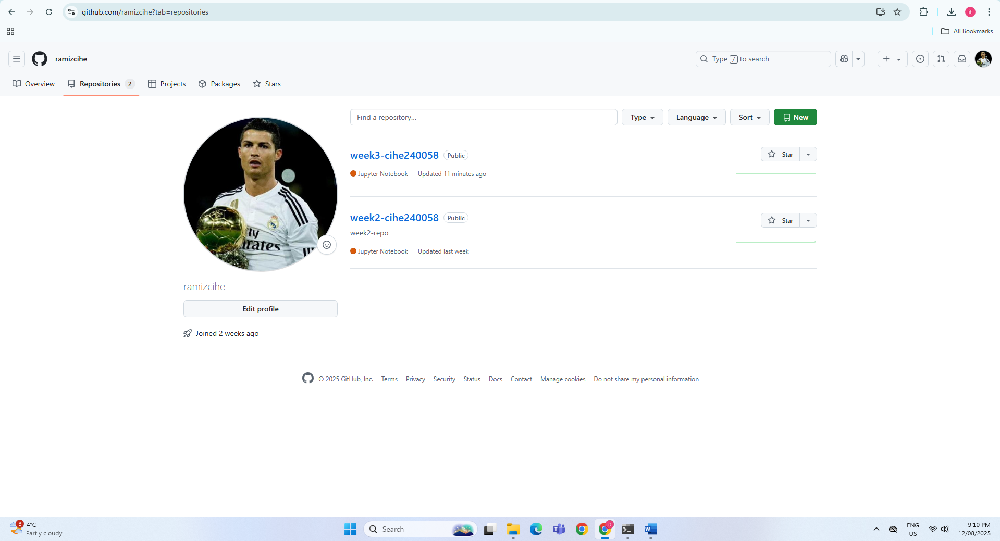 github.com/ramizcihe?tab=repositories
it
All Bookmarks
ramizcihe
Type / to search
Overview
Repositories 2
Projects
Packages
Stars
Find a repository...
Type
Language
Sort
New
week3-cihe240058 Public
Star
Jupyter Notebook Updated 11 minutes ago
week2-cihe240058 Public
Star
week2-repo
Jupyter Notebook Updated last week
fly
Emirates
ramizcihe
Edit profile
Joined 2 weeks ago
© 2025 GitHub, Inc. Terms Privacy Security Status Docs Contact Manage cookies Do not share my personal information
3
4°C
Partly cloudy
Search
it
ENG
US
9:10 PM
12/08/2025